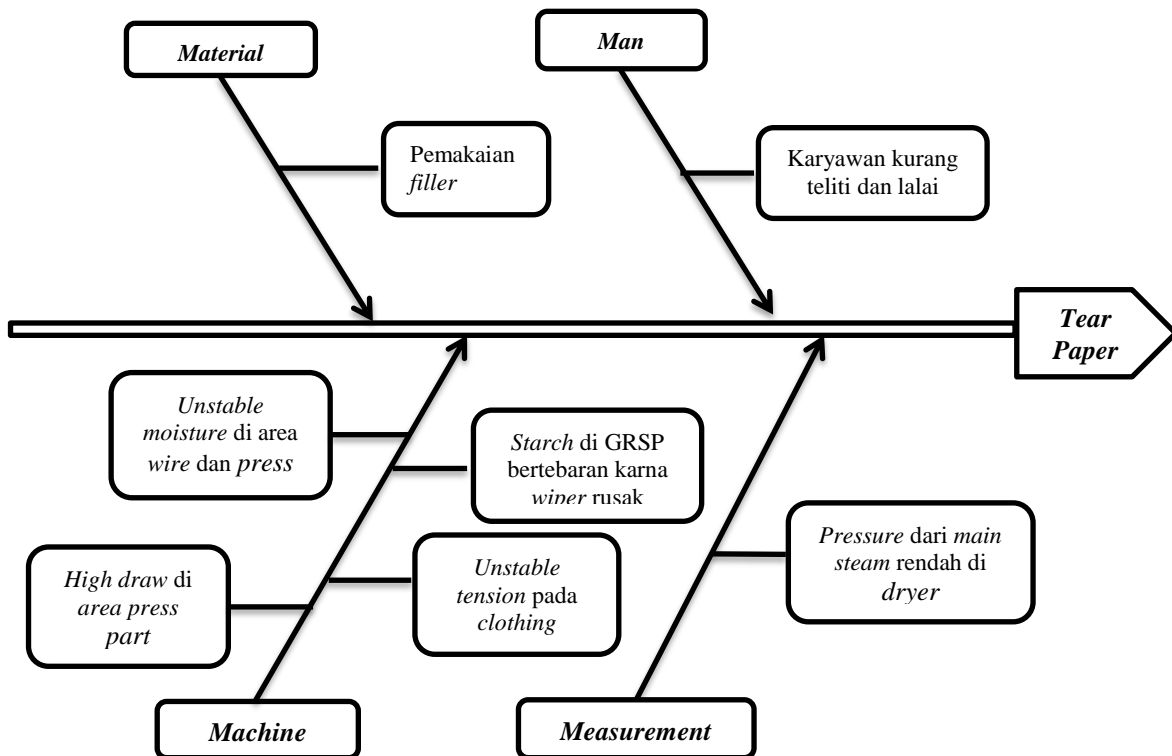 Material
Man
Pemakaian
filler
Karyawan kurang
teliti dan lalai
Tear
Paper
Unstable
moisture di area
wire dan press
Starch di GRSP
bertebaran karna
wiper rusak
High draw di
area press
part
Unstable
tension pada
clothing
Pressure dari main
steam rendah di
dryer
Machine
Measurement